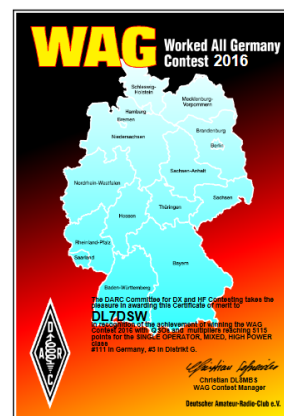 WAG Worked All Germany
Contest 2016
Schleswig-
Holstein
Mecklenburg-
Vorpommern
Hamburg
Bremen
Brandenburg
Niedersachsen
Berlin
Sachsen-Anhalt
Nordrhein-Westfalen
Sachsen
Thüringen
Hessen
Rheinland-Pfalz
Saarland
Bayern
Baden-Württemberg
The DARC Committee for DX and HF Contesting takes the
pleasure in awarding this Certificate of merit to
DL7DSW
in recognition of the achievement of winning the WAG
Contest 2016 with QSOs and multipliers reaching 5115
points for the SINGLE OPERATOR, MIXED, HIGH POWER
class
#111 in Germany, #3 in Distrikt G.
D
A R
C
Christian DL8MBS
WAG Contest Manager
Deutscher Amateur-Radio-Club e.V.